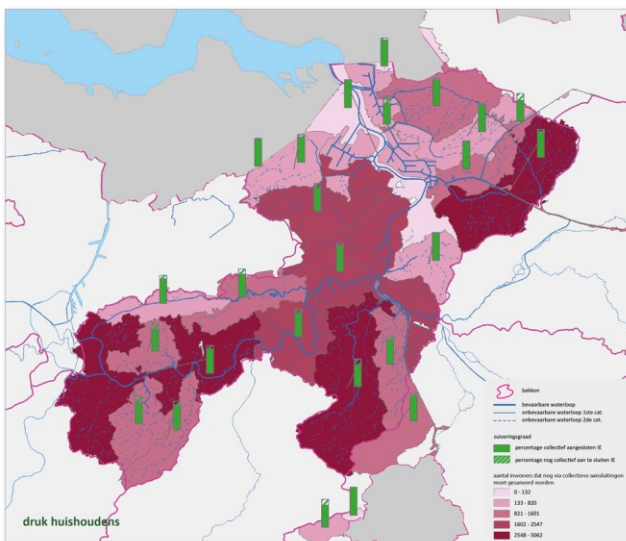 bekken
bevaarbare waterloop
onbevaarbare waterloop 1ste cat.
onbevaarbare waterloop 2de cat.
zuiveringsgraad
percentage collectief aangesloten IE
percentage nog collectief aan te sluiten IE
aantal inwoners dat nog via collectieve aansluitingen
moet gesaneerd worden
0 - 132
133 - 820
821 - 1601
1602 - 2547
2548 - 5062
druk huishoudens